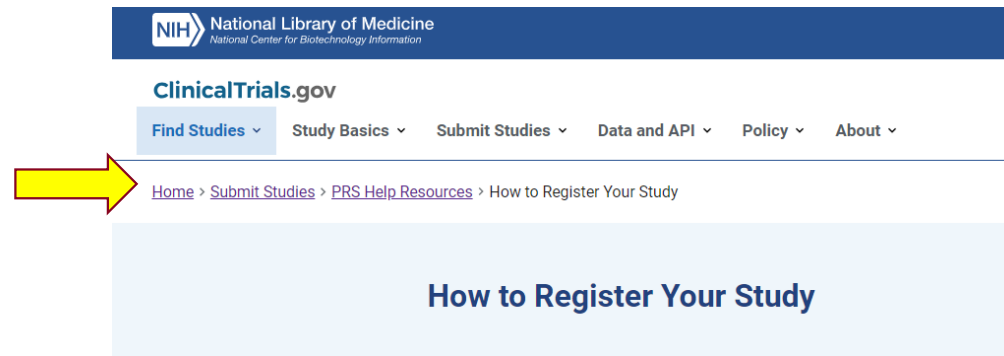 NIH National Library of Medicine
National Center for Biotechnology Information
ClinicalTrials.gov
Find Studies Study Basics Submit Studies Data and API Policy About
Home > Submit Studies > PRS Help Resources > How to Register Your Study
How to Register Your Study